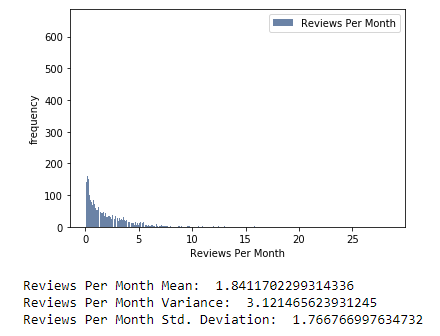 Reviews Per Month
600
500
400
300
200
100
0
frequency
0 5 10 15 20 25
Reviews Per Month
Reviews Per Month Mean:  1.8411702299314336
Reviews Per Month Variance:  3.121465623931245
Reviews Per Month Std. Deviation:  1.766766997634732